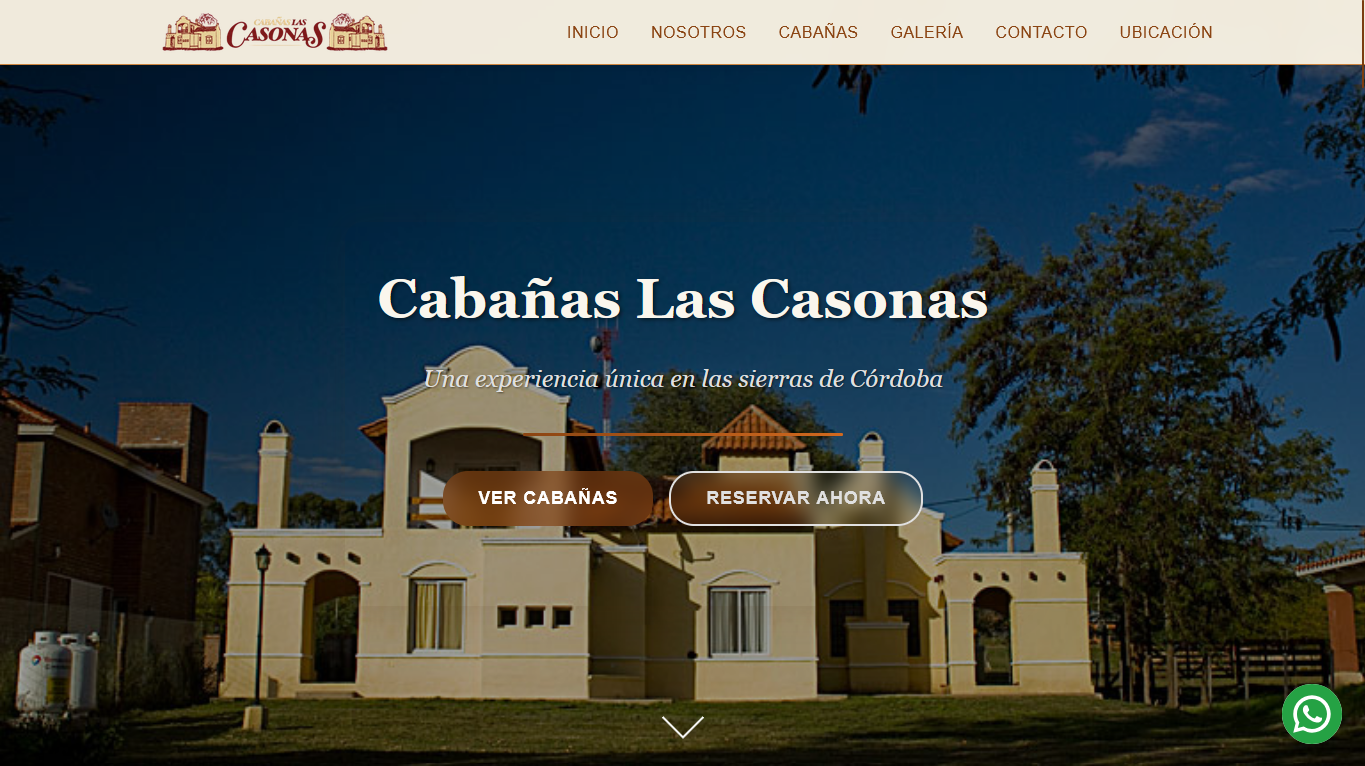 CABAÑAS LAS
CASONAS
INICIO NOSOTROS CABAÑAS GALERÍA CONTACTO UBICACIÓN
Cabañas Las Casonas
Una experiencia única en las sierras de Córdoba
VER CABAÑAS RESERVAR AHORA